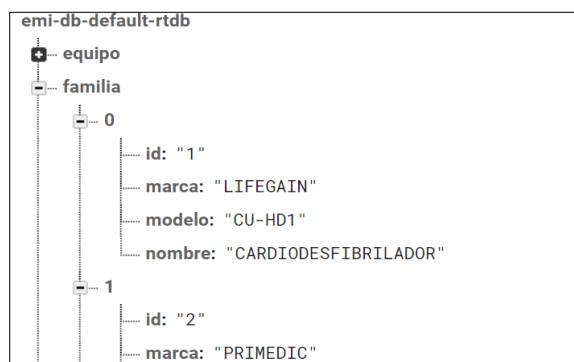 emi-db-default-rtdb
equipo
familia
0
id: "1"
marca: "LIFEGAIN"
modelo: "CU-HD1"
nombre: "CARDIODESFIBRILADOR"
1
id: "2"
marca: "PRIMEDIC"